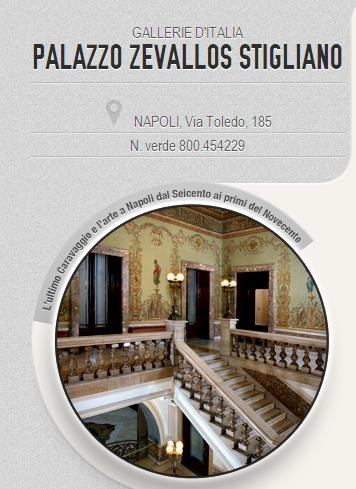 GALLERIE D'ITALIA
PALAZZO ZEVALLOS STIGLIANO
NAPOLI, Via Toledo, 185
N. verde 800.454229
L'ultimo Caravaggio e l'arte a Napoli dal Seicento ai primi del Novecento